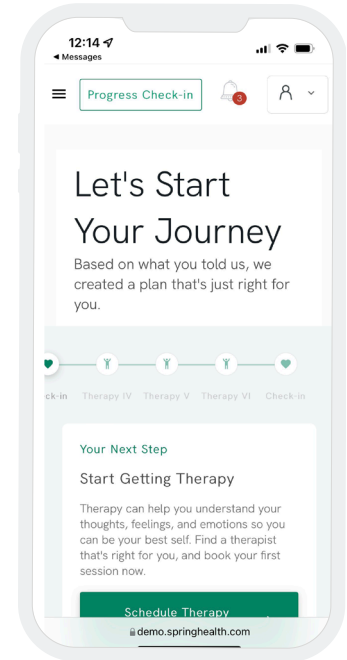 12:14
◀ Messages
Progress Check-in
3
Let's Start
Your Journey
Based on what you told us, we
created a plan that's just right for
you.
ck-in Therapy IV Therapy V Therapy VI Check-in
Your Next Step
Start Getting Therapy
Therapy can help you understand your
thoughts, feelings, and emotions so you
can be your best self. Find a therapist
that's right for you, and book your first
session now.
Schedule Therapy
demo.springhealth.com